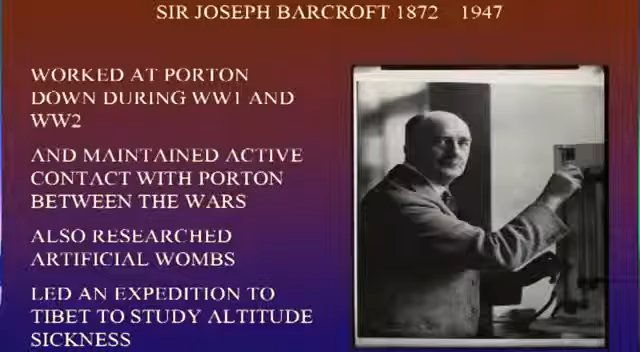 SIR JOSEPH BARCROFT 1872 1947
WORKED AT PORTON
DOWN DURING WW1 AND
WW2
AND MAINTAINED ACTIVE
CONTACT WITH PORTON
BETWEEN THE WARS
ALSO RESEARCHED
ARTIFICIAL WOMBS
LED AN EXPEDITION TO
TIBET TO STUDY ALTITUDE
SICKNESS